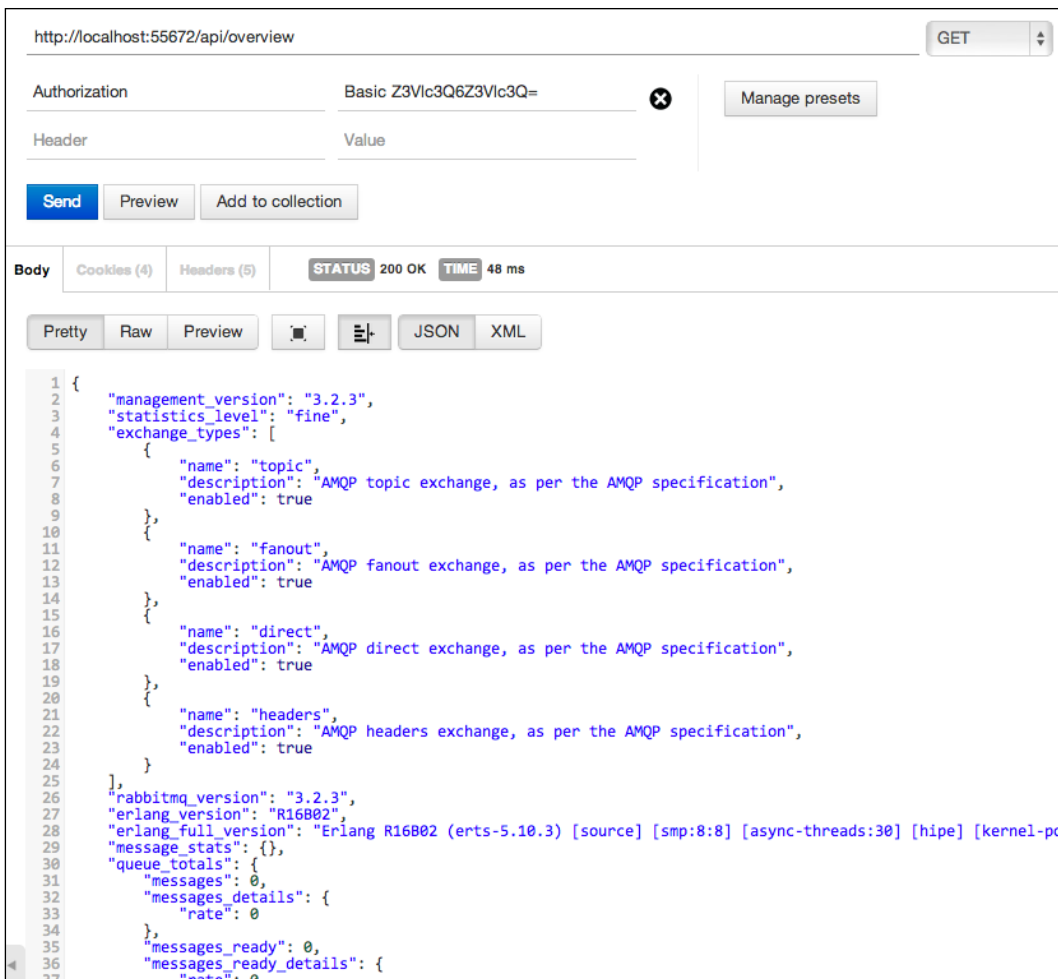 http://localhost:55672/api/overview GET
Authorization Basic Z3Vlc3Q6Z3Vlc3Q= Manage presets
Header Value
Send Preview Add to collection
Body Cookies (4) Headers (5) STATUS 200 OK TIME 48 ms
Pretty Raw Preview JSON XML
1 {
2 "management_version": "3.2.3",
3 "statistics_level": "fine",
4 "exchange_types": [
5 {
6 "name": "topic",
7 "description": "AMQP topic exchange, as per the AMQP specification",
8 "enabled": true
9 },
10 {
11 "name": "fanout",
12 "description": "AMQP fanout exchange, as per the AMQP specification",
13 "enabled": true
14 },
15 {
16 "name": "direct",
17 "description": "AMQP direct exchange, as per the AMQP specification",
18 "enabled": true
19 },
20 {
21 "name": "headers",
22 "description": "AMQP headers exchange, as per the AMQP specification",
23 "enabled": true
24 }
25 ],
26 "rabbitmq_version": "3.2.3",
27 "erlang_version": "R16B02",
28 "erlang_full_version": "Erlang R16B02 (erts-5.10.3) [source] [smp:8:8] [async-threads:30] [hipe] [kernel-po
29 "message_stats": {},
30 "queue_totals": {
31 "messages": 0,
32 "messages_details": {
33 "rate": 0
34 },
35 "messages_ready": 0,
36 "messages_ready_details": {
37 "rate": 0